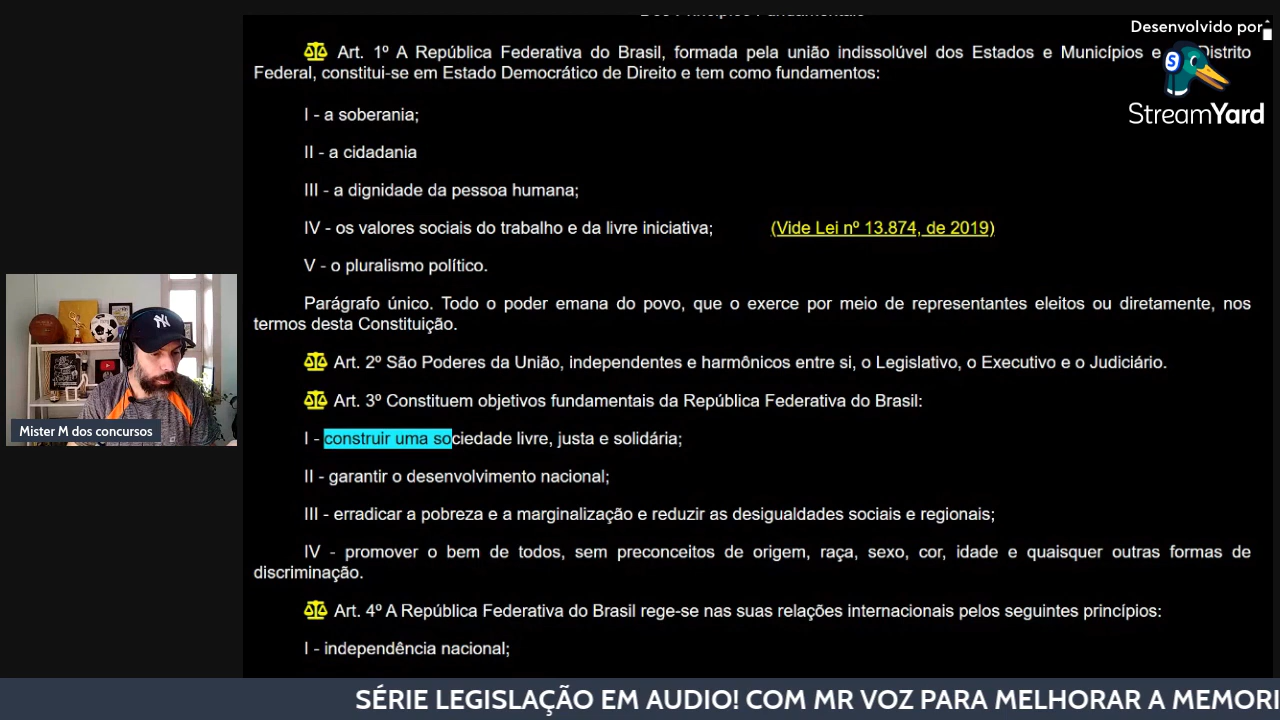 Dos Princípios Fundamentais
Desenvolvido por
StreamYard
Art. 1º A República Federativa do Brasil, formada pela união indissolúvel dos Estados e Municípios e Distrito
Federal, constitui-se em Estado Democrático de Direito e tem como fundamentos:
I - a soberania;
II - a cidadania
III - a dignidade da pessoa humana;
IV - os valores sociais do trabalho e da livre iniciativa; (Vide Lei nº 13.874, de 2019)
V - o pluralismo político.
Parágrafo único. Todo o poder emana do povo, que o exerce por meio de representantes eleitos ou diretamente, nos
termos desta Constituição.
Art. 2º São Poderes da União, independentes e harmônicos entre si, o Legislativo, o Executivo e o Judiciário.
Art. 3º Constituem objetivos fundamentais da República Federativa do Brasil:
I - construir uma sociedade livre, justa e solidária;
II - garantir o desenvolvimento nacional;
III - erradicar a pobreza e a marginalização e reduzir as desigualdades sociais e regionais;
IV - promover o bem de todos, sem preconceitos de origem, raça, sexo, cor, idade e quaisquer outras formas de
discriminação.
Art. 4º A República Federativa do Brasil rege-se nas suas relações internacionais pelos seguintes princípios:
I - independência nacional;
Mister M dos concursos
SÉRIE LEGISLAÇÃO EM AUDIO! COM MR VOZ PARA MELHORAR A MEMORI